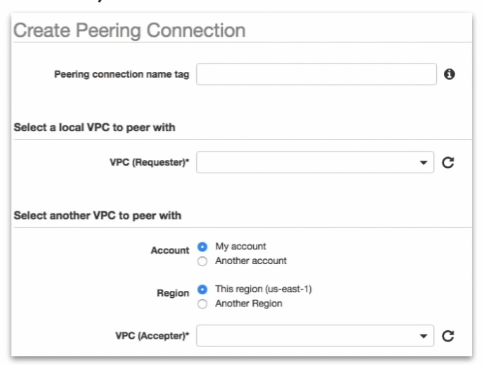 Create Peering Connection
Peering connection name tag
Select a local VPC to peer with
VPC (Requester)*
Select another VPC to peer with
Account
My account
Another account
Region
This region (us-east-1)
Another Region
VPC (Accepter)*